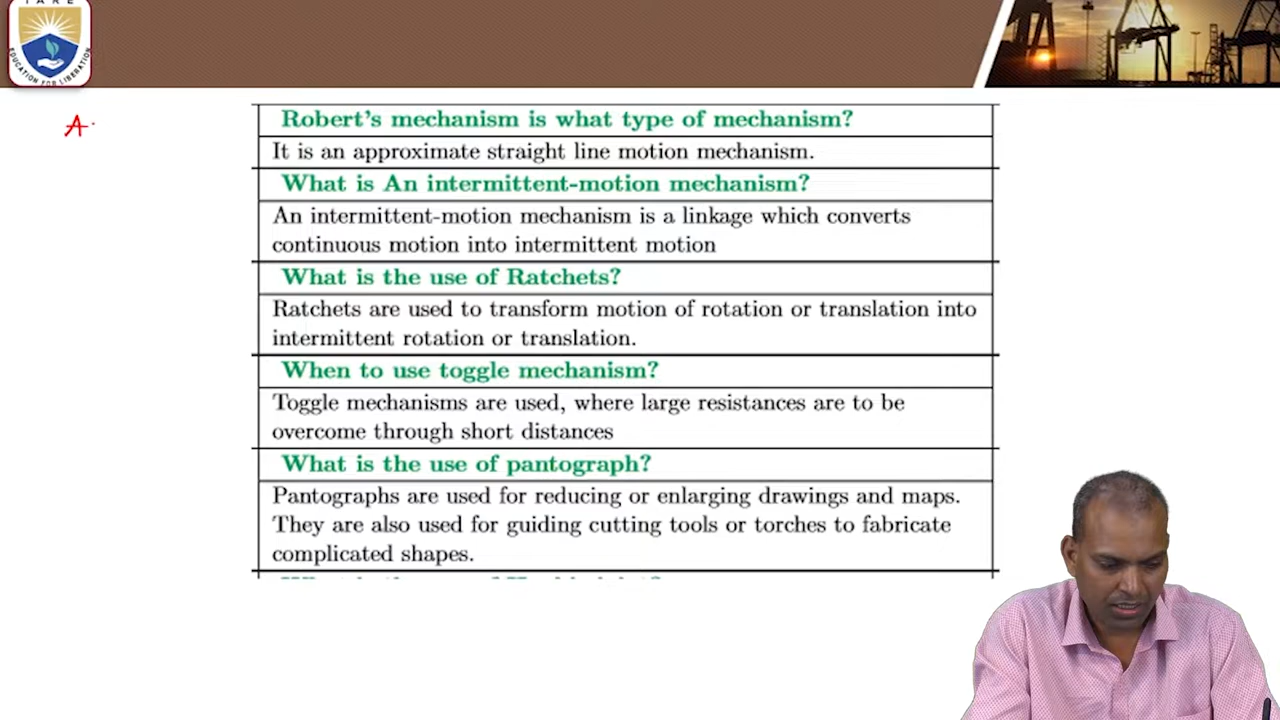 IARE
EDUCATION FOR LIBERATION
A.
Robert's mechanism is what type of mechanism?
It is an approximate straight line motion mechanism.
What is An intermittent-motion mechanism?
An intermittent-motion mechanism is a linkage which converts
continuous motion into intermittent motion
What is the use of Ratchets?
Ratchets are used to transform motion of rotation or translation into
intermittent rotation or translation.
When to use toggle mechanism?
Toggle mechanisms are used, where large resistances are to be
overcome through short distances
What is the use of pantograph?
Pantographs are used for reducing or enlarging drawings and maps.
They are also used for guiding cutting tools or torches to fabricate
complicated shapes.